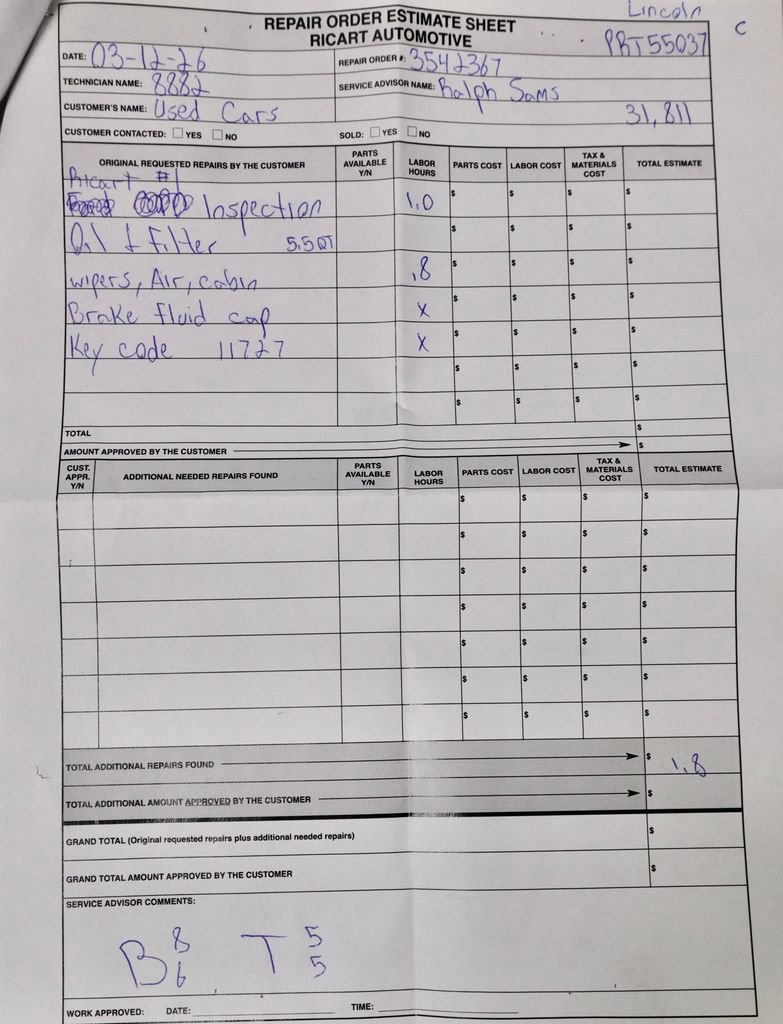 Lincoln
REPAIR ORDER ESTIMATE SHEET
RICART AUTOMOTIVE
PRT55037
C
DATE: 03-12-26
REPAIR ORDER #: 3542367
TECHNICIAN NAME: 8882
SERVICE ADVISOR NAME: Ralph Sams
CUSTOMER'S NAME: Used Cars
31,811
CUSTOMER CONTACTED: YES NO SOLD: YES NO
ORIGINAL REQUESTED REPAIRS BY THE CUSTOMER PARTS AVAILABLE Y/N LABOR HOURS PARTS COST LABOR COST TAX & MATERIALS COST TOTAL ESTIMATE
Ricart #1
Inspection 1.0 $ $ $ $
Oil & Filter 5.5 QT $ $ $ $
wipers, Air, cabin .8 $ $ $ $
Brake fluid cap x $ $ $ $
Key code 11727 x $ $ $ $
$ $ $ $
$ $ $ $
TOTAL $
AMOUNT APPROVED BY THE CUSTOMER $
CUST. APPR. Y/N ADDITIONAL NEEDED REPAIRS FOUND PARTS AVAILABLE Y/N LABOR HOURS PARTS COST LABOR COST TAX & MATERIALS COST TOTAL ESTIMATE
$ $ $ $
$ $ $ $
$ $ $ $
$ $ $ $
$ $ $ $
$ $ $ $
$ $ $ $
TOTAL ADDITIONAL REPAIRS FOUND $ 1.8
TOTAL ADDITIONAL AMOUNT APPROVED BY THE CUSTOMER $
GRAND TOTAL (Original requested repairs plus additional needed repairs) $
GRAND TOTAL AMOUNT APPROVED BY THE CUSTOMER $
SERVICE ADVISOR COMMENTS:
B 8 6 T 5 5
WORK APPROVED: DATE: TIME: